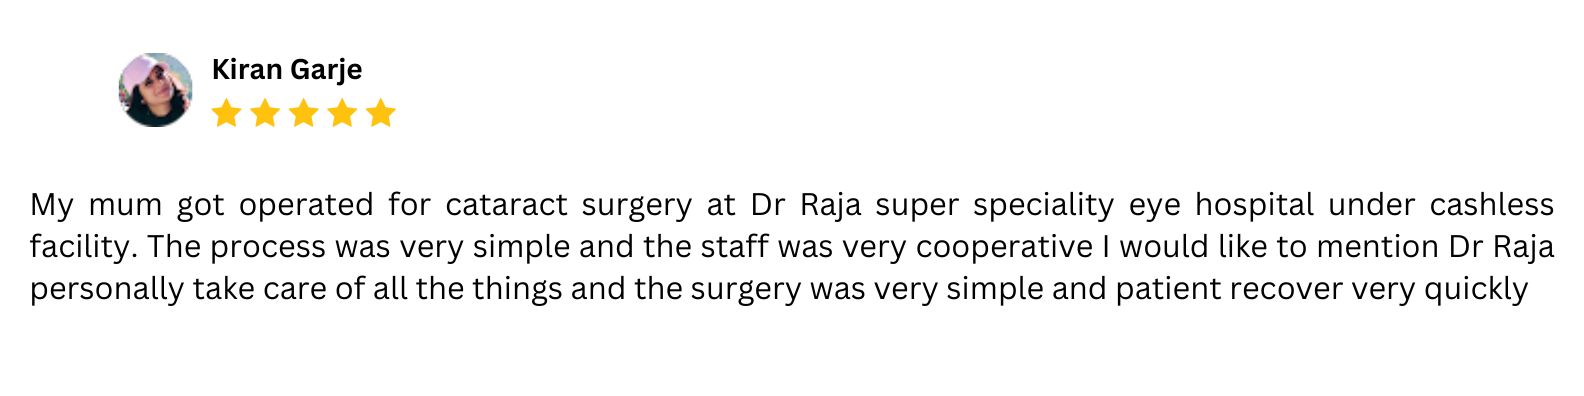 Kiran Garje
My mum got operated for cataract surgery at Dr Raja super speciality eye hospital under cashless
facility. The process was very simple and the staff was very cooperative I would like to mention Dr Raja
personally take care of all the things and the surgery was very simple and patient recover very quickly